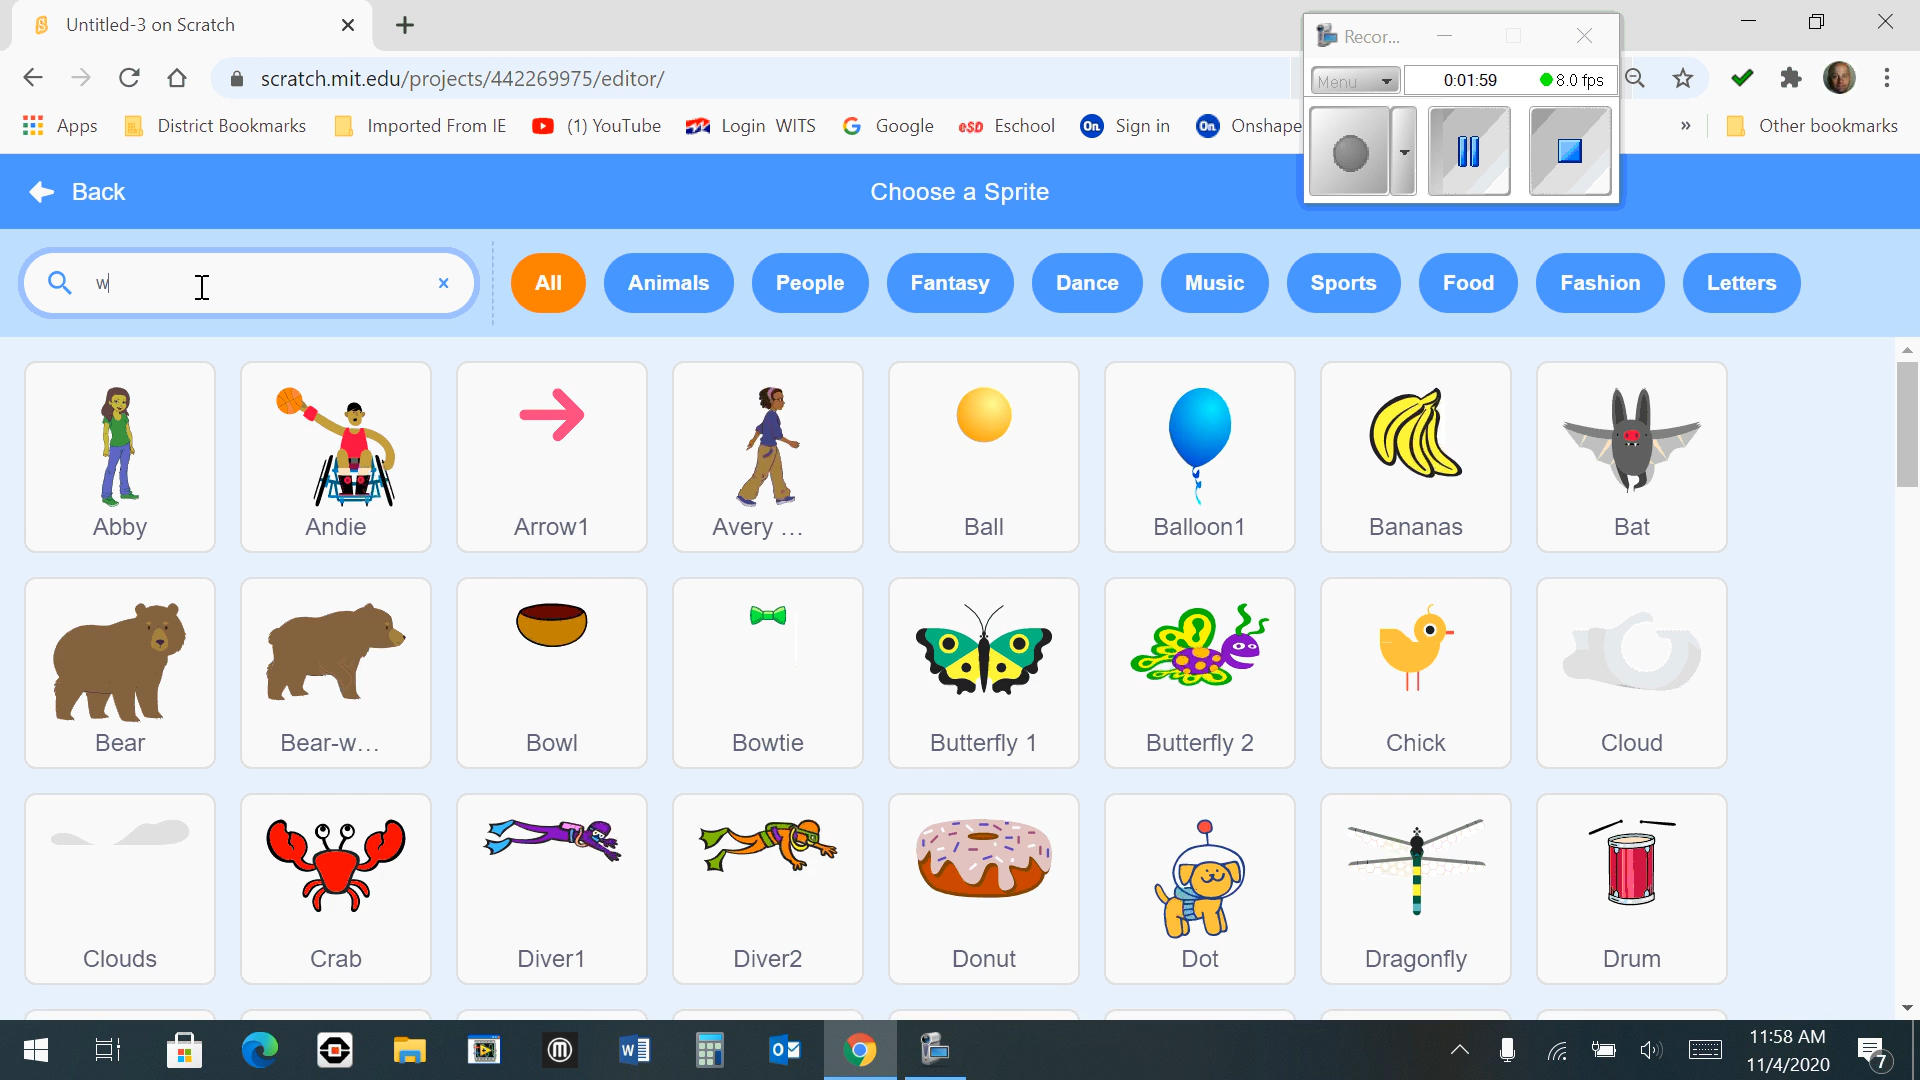 Untitled-3 on Scratch
Recor...
scratch.mit.edu/projects/442269975/editor/
Menu 0:01:59 8.0 fps
Apps District Bookmarks Imported From IE (1) YouTube Login WITS Google eSD Eschool On Sign in On Onshape » Other bookmarks
Back Choose a Sprite
w All Animals People Fantasy Dance Music Sports Food Fashion Letters
Abby Andie Arrow1 Avery ... Ball Balloon1 Bananas Bat
Bear Bear-w... Bowl Bowtie Butterfly 1 Butterfly 2 Chick Cloud
Clouds Crab Diver1 Diver2 Donut Dot Dragonfly Drum
11:58 AM
11/4/2020
7